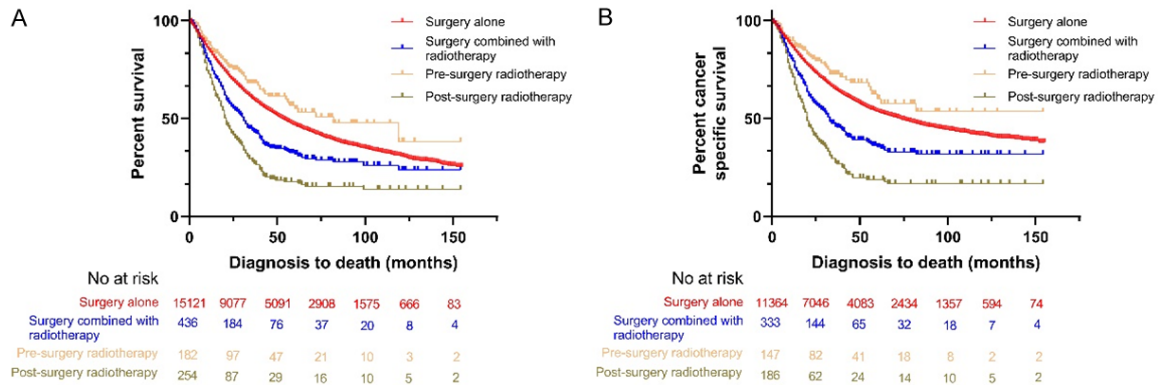 A
Percent survival
100
50
0
0 50 100 150
Diagnosis to death (months)
Surgery alone
Surgery combined with
radiotherapy
Pre-surgery radiotherapy
Post-surgery radiotherapy
No at risk
Surgery alone 15121 9077 5091 2908 1575 666 83
Surgery combined with
radiotherapy 436 184 76 37 20 8 4
Pre-surgery radiotherapy 182 97 47 21 10 3 2
Post-surgery radiotherapy 254 87 29 16 10 5 2
B
Percent cancer
specific survival
100
50
0
0 50 100 150
Diagnosis to death (months)
Surgery alone
Surgery combined with
radiotherapy
Pre-surgery radiotherapy
Post-surgery radiotherapy
No at risk
Surgery alone 11364 7046 4083 2434 1357 594 74
Surgery combined with
radiotherapy 333 144 65 32 18 7 4
Pre-surgery radiotherapy 147 82 41 18 8 2 2
Post-surgery radiotherapy 186 62 24 14 10 5 2